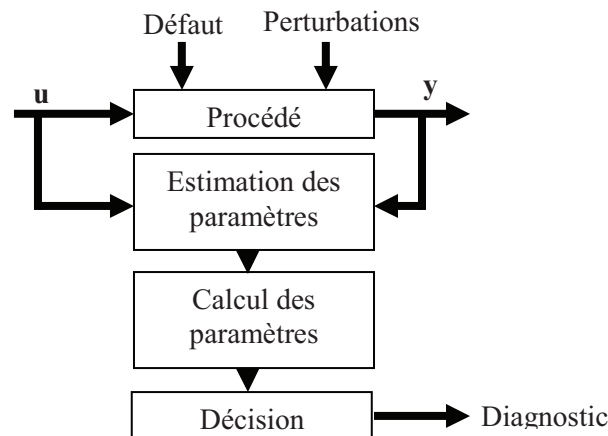 Défaut
Perturbations
u
y
Procédé
Estimation des
paramètres
Calcul des
paramètres
Décision
Diagnostic